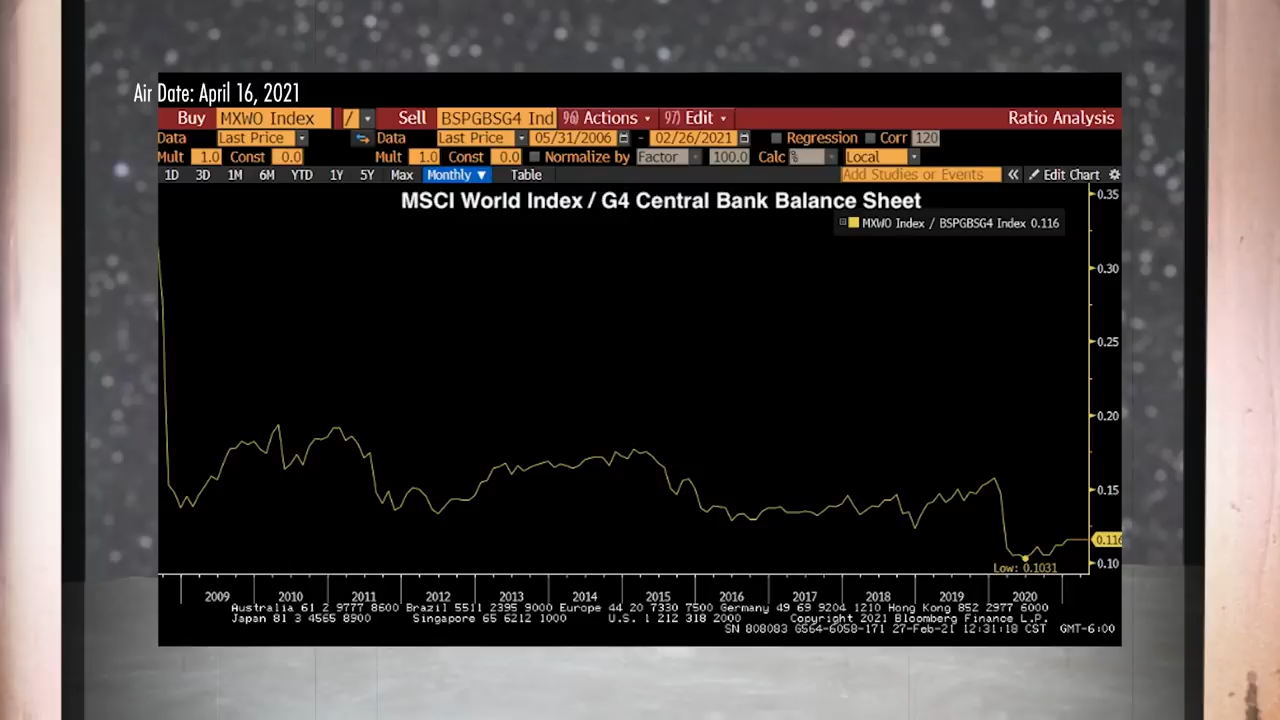 Air Date: April 16, 2021
Buy MXWO Index / Sell BSPGBSG4 Ind 96) Actions 97) Edit Ratio Analysis
Data Last Price Data Last Price 05/31/2006 - 02/26/2021 Regression Corr 120
Mult 1.0 Const 0.0 Mult 1.0 Const 0.0 Normalize by Factor 100.0 Calc % Local
1D 3D 1M 6M YTD 1Y 5Y Max Monthly ▼ Table Add Studies or Events « Edit Chart
MSCI World Index / G4 Central Bank Balance Sheet
MXWO Index / BSPGBSG4 Index 0.116
0.35
0.30
0.25
0.20
0.15
0.116
0.10
Low: 0.1031
2009 2010 2011 2012 2013 2014 2015 2016 2017 2018 2019 2020
Australia 61 2 9777 8600 Brazil 5511 2395 9000 Europe 44 20 7330 7500 Germany 49 69 9204 1210 Hong Kong 852 2977 6000
Japan 81 3 4565 8900 Singapore 65 6212 1000 U.S. 1 212 318 2000 Copyright 2021 Bloomberg Finance L.P.
SN 808083 6564-6058-171 27-Feb-21 12:31:18 CST GMT-6:00